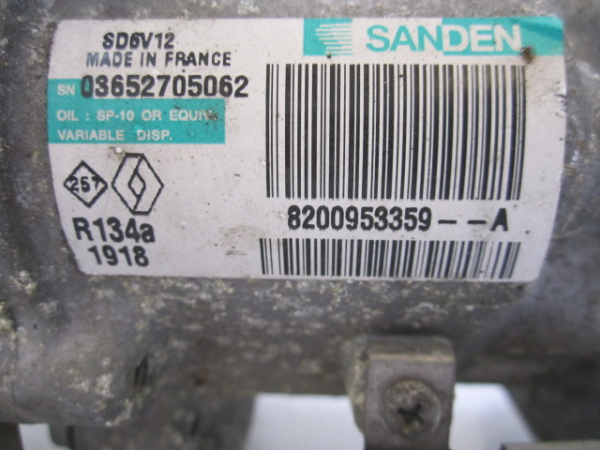 SD6V12
MADE IN FRANCE
SANDEN
SN 03652705062
OIL : SP-10 OR EQUIV.
VARIABLE DISP.
257
R134a
1918
8200953359--A